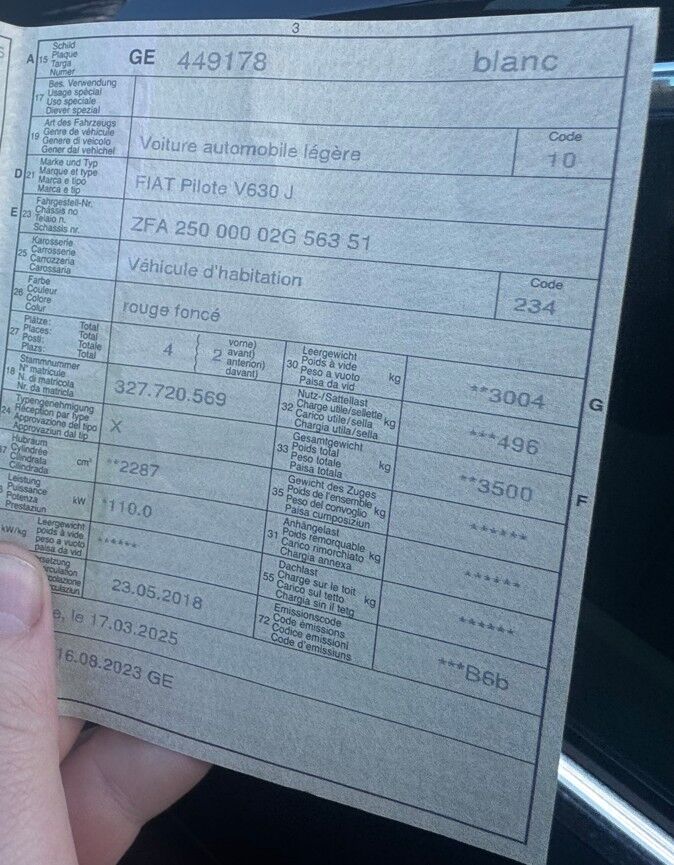 3
A 15 Schild
Plaque
Targa
Numer
GE 449178 blanc
17 Bes. Verwendung
Usage spécial
Uso speciale
Diever spezial
19 Art des Fahrzeugs
Genre de véhicule
Genere di veicolo
Gener dal vehichel
Voiture automobile légère
Code
10
D 21 Marke und Typ
Marque et type
Marca e tipo
Marca e tip
FIAT Pilote V630 J
E 23 Fahrgestell-Nr.
Châssis no
Telaio n.
Schassis nr.
ZFA 250 000 02G 563 51
25 Karosserie
Carrosserie
Carrozzeria
Carossaria
Véhicule d'habitation
Code
234
26 Farbe
Couleur
Colore
Colur
rouge foncé
27 Plätze: Total
Places: Total
Posti: Totale
Plazs: Total
4 { 2 vorne)
avant)
anteriori)
davant)
30 Leergewicht
Poids à vide
Peso a vuoto kg
Paisa da vid
**3004
G
18 Stammnummer
N° matricule
N. di matricola
Nr. da matricla
327.720.569
32 Nutz-/Sattellast
Charge utile/sellette
Carico utile/sella kg
Chargia utila/sella
***496
24 Typengenehmigung
Réception par type
Approvazione del tipo
Approvaziun dal tip
X
33 Gesamtgewicht
Poids total
Peso totale kg
Paisa totala
**3500
F
37 Hubraum
Cylindrée
Cilindrata cm³
Cilindrada
**2287
35 Gewicht des Zuges
Poids de l'ensemble kg
Peso del convoglio
Paisa cumposiziun
******
Leistung
Puissance
Potenza kW
Prestaziun
*110.0
31 Anhängelast
Poids remorquable kg
Carico rimorchiato
Chargia annexa
******
kW/kg Leergewicht
poids à vide
peso a vuoto
paisa da vid
******
55 Dachlast
Charge sur le toit kg
Carico sul tetto
Chargia sin il tetg
******
23.05.2018
72 Emissionscode
Code émissions
Codice emissioni
Code d'emissiuns
***B6b
le 17.03.2025
16.08.2023 GE